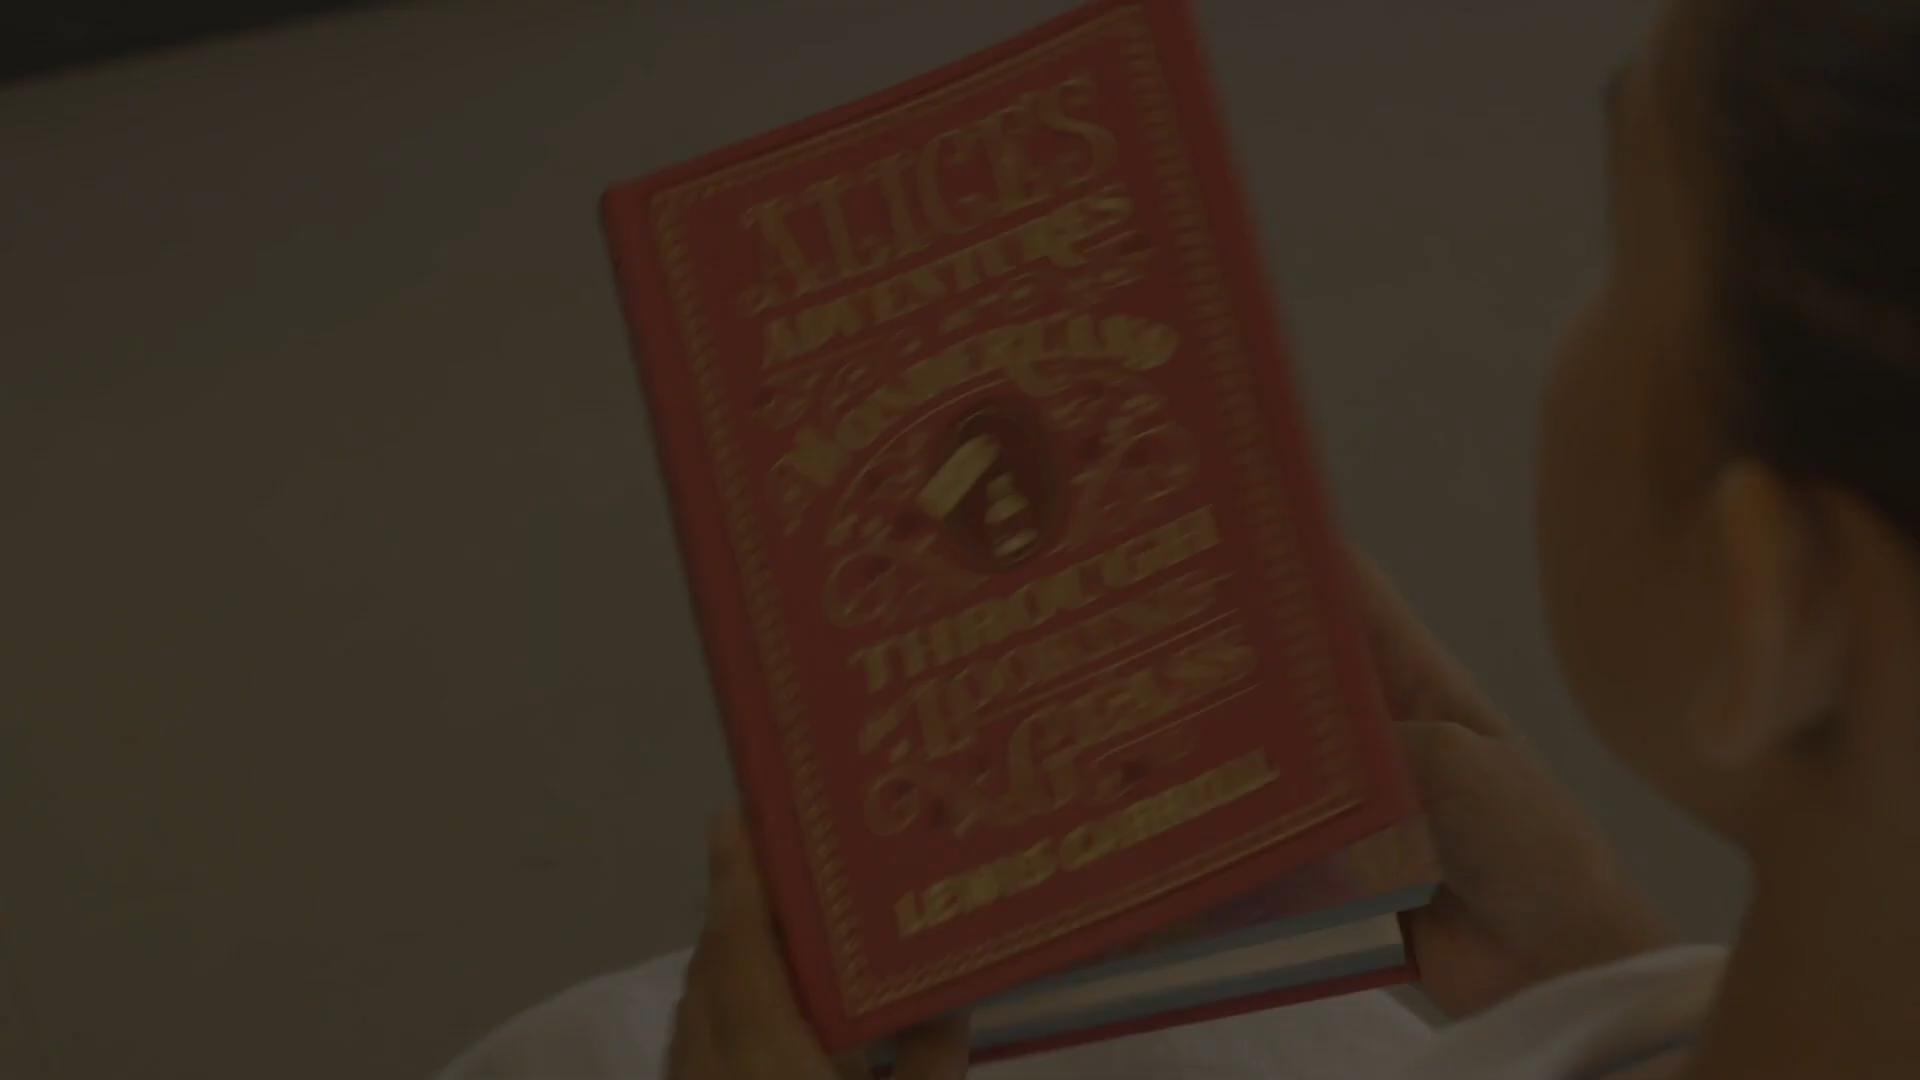 ALICE'S
ADVENTURES
WONDERLAND
THROUGH
LOOKING
GLASS
LEWIS CARROLL